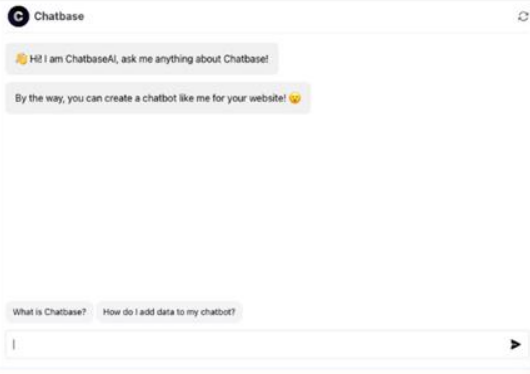 C Chatbase
👋 Hi! I am ChatbaseAI, ask me anything about Chatbase!
By the way, you can create a chatbot like me for your website! 😮
What is Chatbase? How do I add data to my chatbot?